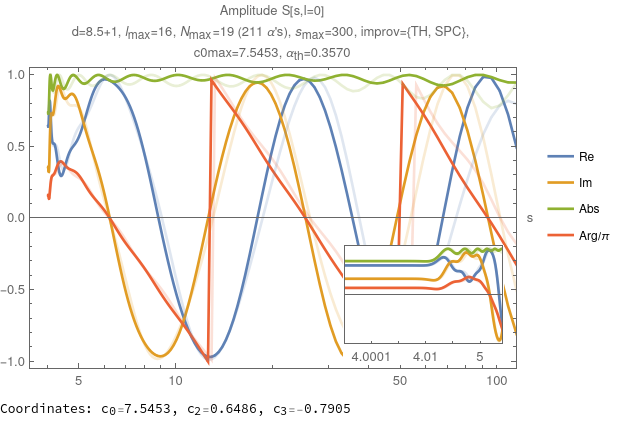 Amplitude S[s,l=0]
d=8.5+1, lmax=16, Nmax=19 (211 α's), smax=300, improv={TH, SPC},
c0max=7.5453, αth=0.3570
1.0
0.5
0.0
-0.5
-1.0
5
10
50
100
s
Re
Im
Abs
Arg/π
4.0001
4.01
5
Coordinates: c0=7.5453, c2=0.6486, c3=-0.7905